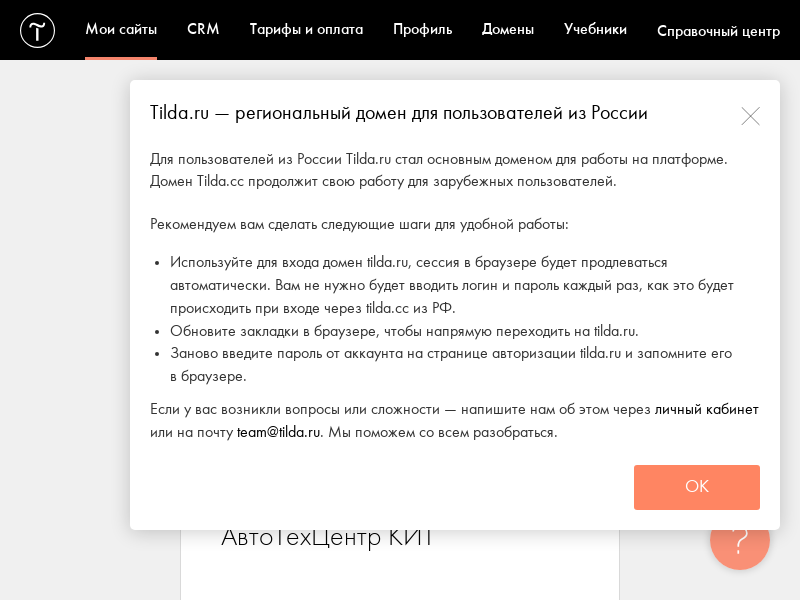 Мои сайты CRM Тарифы и оплата Профиль Домены Учебники Справочный центр
Tilda.ru — региональный домен для пользователей из России
Для пользователей из России Tilda.ru стал основным доменом для работы на платформе.
Домен Tilda.cc продолжит свою работу для зарубежных пользователей.
Рекомендуем вам сделать следующие шаги для удобной работы:
• Используйте для входа домен tilda.ru, сессия в браузере будет продлеваться
автоматически. Вам не нужно будет вводить логин и пароль каждый раз, как это будет
происходить при входе через tilda.cc из РФ.
• Обновите закладки в браузере, чтобы напрямую переходить на tilda.ru.
• Заново введите пароль от аккаунта на странице авторизации tilda.ru и запомните его
в браузере.
Если у вас возникли вопросы или сложности — напишите нам об этом через личный кабинет
или на почту team@tilda.ru. Мы поможем со всем разобраться.
OK
АвтоТехЦентр КИТ
?